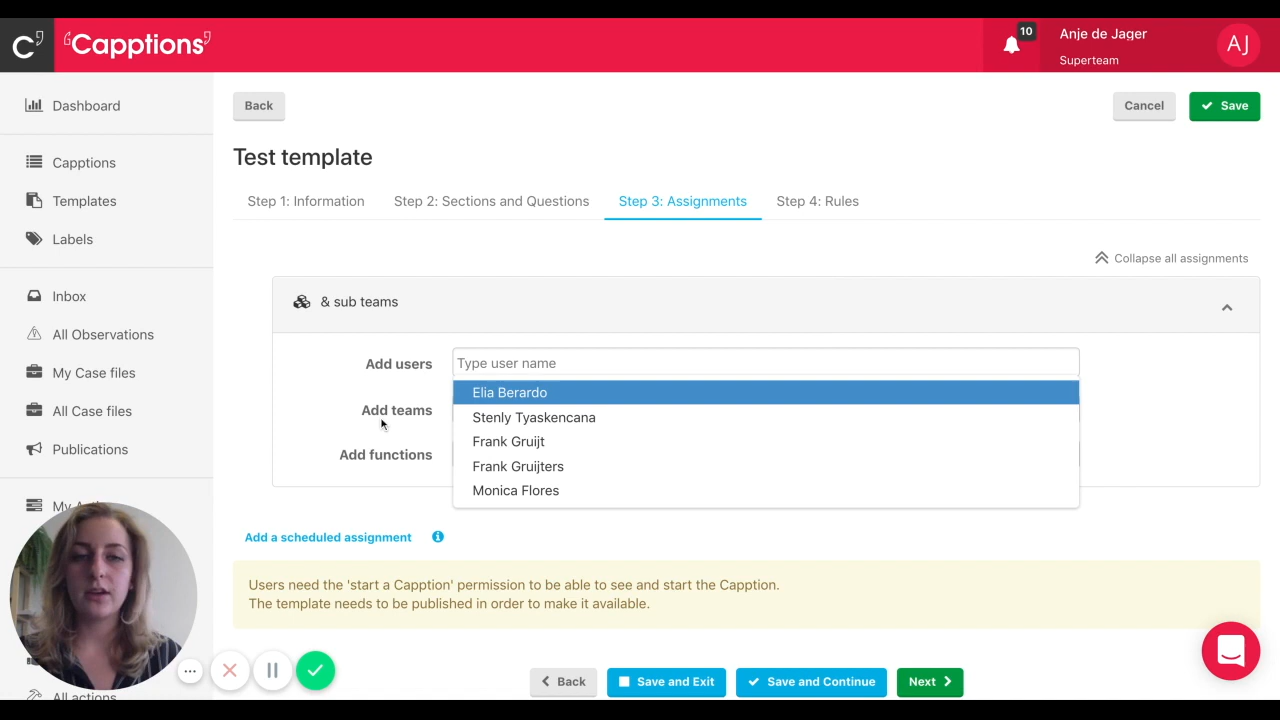 C’ ‘Capptions’
10
Anje de Jager
Superteam
AJ
Dashboard
Capptions
Templates
Labels
Inbox
All Observations
My Case files
All Case files
Publications
My
All actions
Back
Cancel
Save
Test template
Step 1: Information
Step 2: Sections and Questions
Step 3: Assignments
Step 4: Rules
Collapse all assignments
& sub teams
Add users
Type user name
Elia Berardo
Add teams
Stenly Tyaskencana
Frank Gruijt
Add functions
Frank Gruijters
Monica Flores
Add a scheduled assignment
Users need the 'start a Capption' permission to be able to see and start the Capption.
The template needs to be published in order to make it available.
Back
Save and Exit
Save and Continue
Next